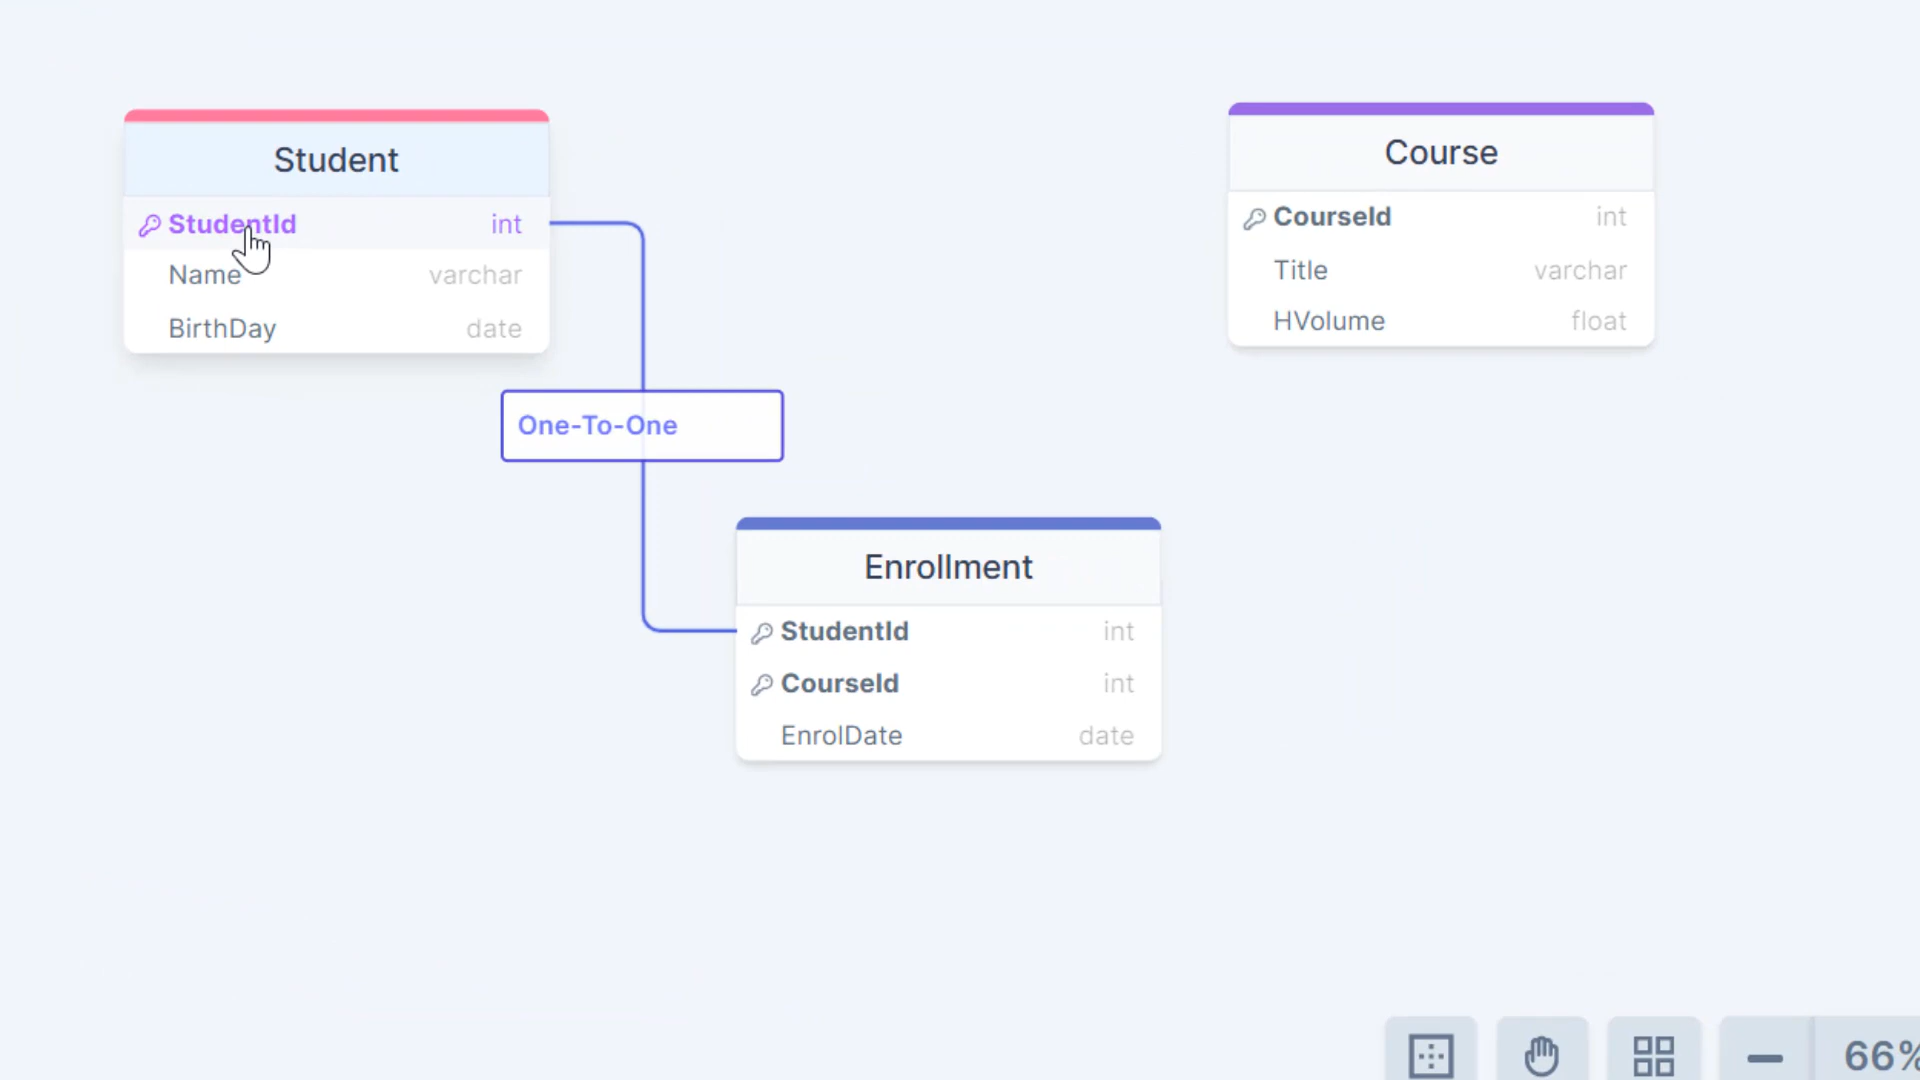 Student
StudentId int
Name varchar
BirthDay date
Course
CourseId int
Title varchar
HVolume float
One-To-One
Enrollment
StudentId int
CourseId int
EnrolDate date
66%